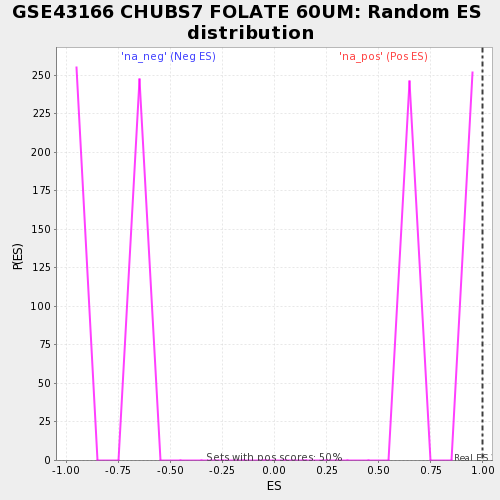 GSE43166 CHUBS7 FOLATE 60UM: Random ES
distribution
'na_neg' (Neg ES)
'na_pos' (Pos ES)
250
225
200
175
150
125
100
75
50
25
0
P(ES)
Sets with pos scores: 50%
Real ES
-1.00 -0.75 -0.50 -0.25 0.00 0.25 0.50 0.75 1.00
ES